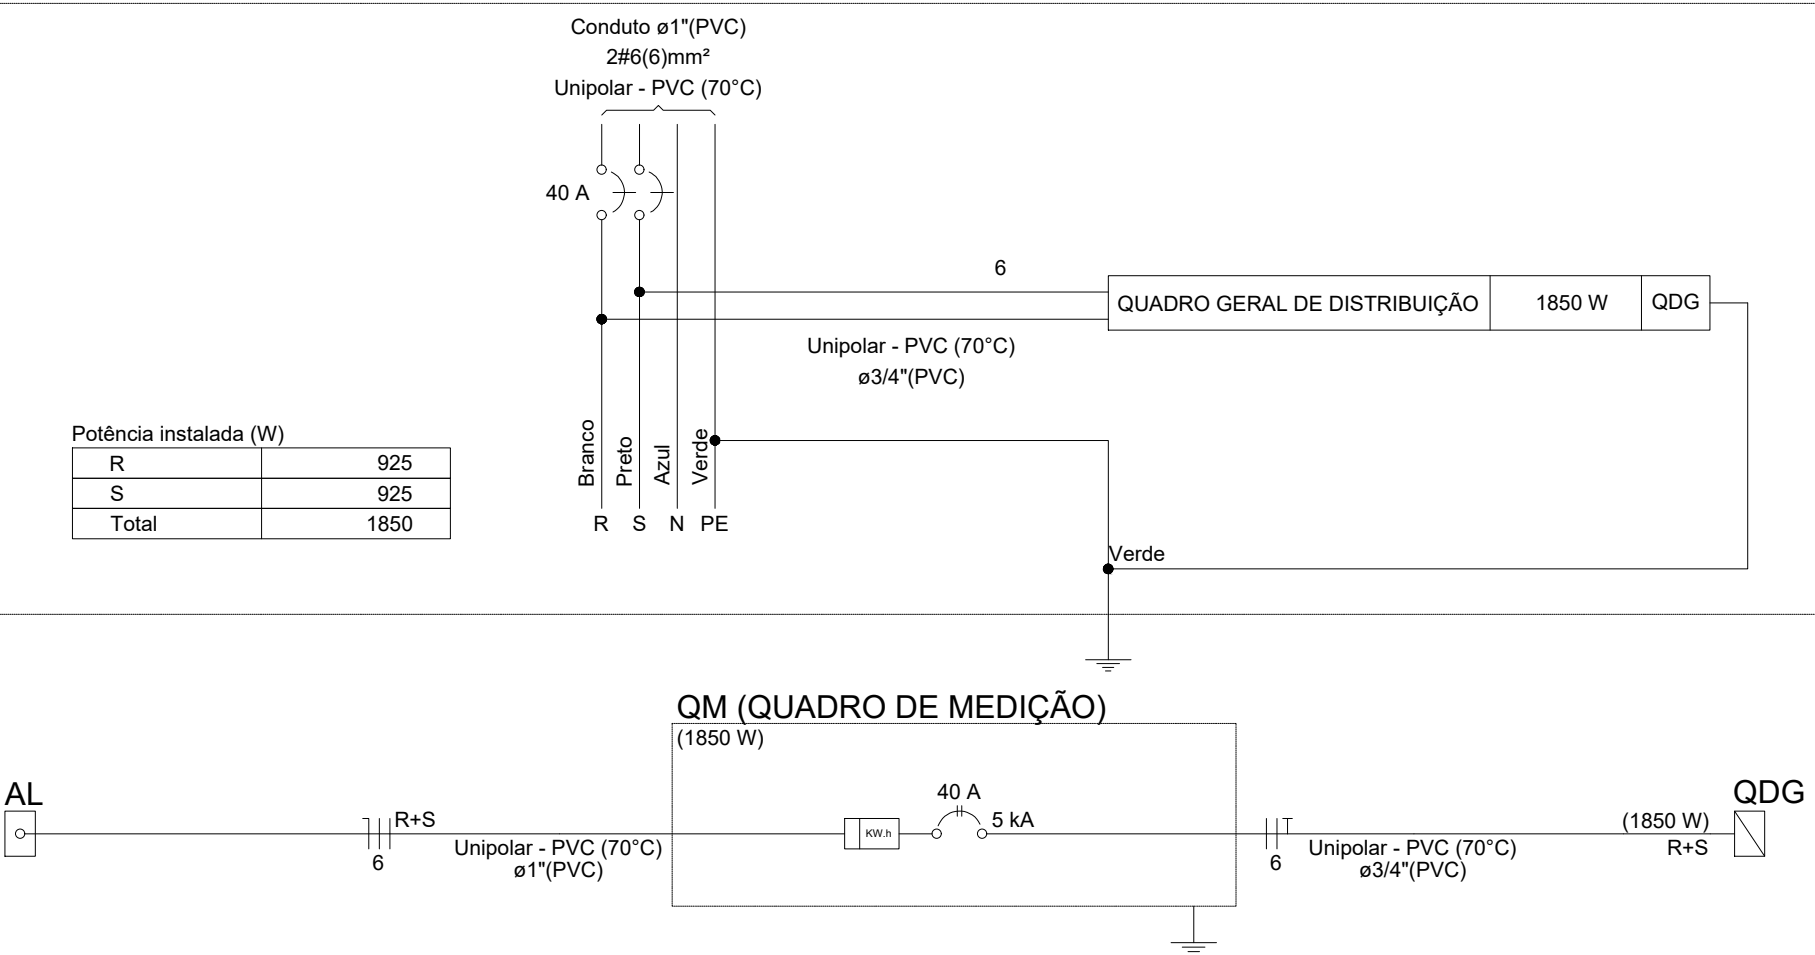 Conduto ø1"(PVC)
2#6(6)mm²
Unipolar - PVC (70°C)
40 A
6
QUADRO GERAL DE DISTRIBUIÇÃO 1850 W QDG
Unipolar - PVC (70°C)
ø3/4"(PVC)
Potência instalada (W)
R 925
S 925
Total 1850
Branco
Preto
Azul
Verde
R S N PE
Verde
QM (QUADRO DE MEDIÇÃO)
(1850 W)
AL
R+S
6
Unipolar - PVC (70°C)
ø1"(PVC)
KW.h
40 A
5 kA
6
Unipolar - PVC (70°C)
ø3/4"(PVC)
(1850 W)
R+S
QDG